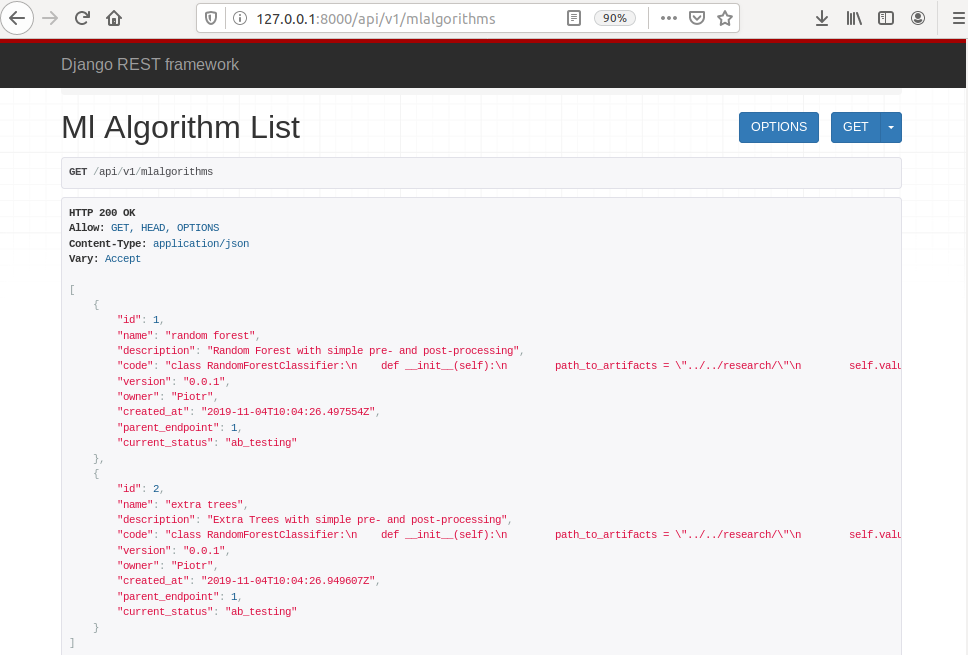 127.0.0.1:8000/api/v1/mlalgorithms 90%
Django REST framework
Ml Algorithm List OPTIONS GET
GET /api/v1/mlalgorithms
HTTP 200 OK
Allow: GET, HEAD, OPTIONS
Content-Type: application/json
Vary: Accept
[
{
"id": 1,
"name": "random forest",
"description": "Random Forest with simple pre- and post-processing",
"code": "class RandomForestClassifier:\n    def __init__(self):\n        path_to_artifacts = \"../../research/\"\n        self.valu
"version": "0.0.1",
"owner": "Piotr",
"created_at": "2019-11-04T10:04:26.497554Z",
"parent_endpoint": 1,
"current_status": "ab_testing"
},
{
"id": 2,
"name": "extra trees",
"description": "Extra Trees with simple pre- and post-processing",
"code": "class RandomForestClassifier:\n    def __init__(self):\n        path_to_artifacts = \"../../research/\"\n        self.valu
"version": "0.0.1",
"owner": "Piotr",
"created_at": "2019-11-04T10:04:26.949607Z",
"parent_endpoint": 1,
"current_status": "ab_testing"
}
]